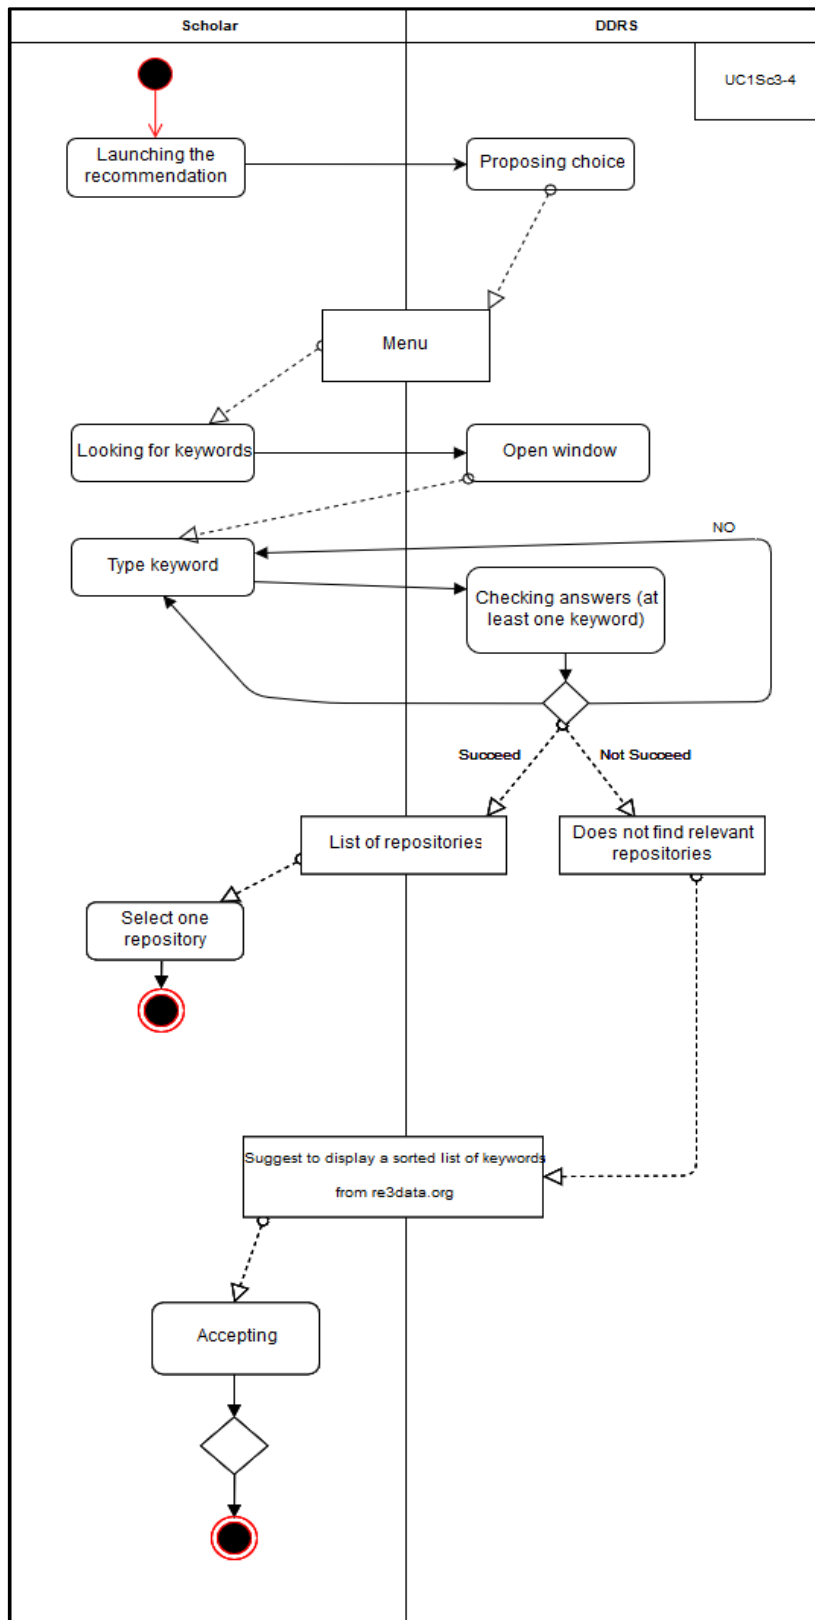 Scholar
DDRS
UC1Sc3-4
Launching the
recommendation
Proposing choice
Menu
Looking for keywords
Open window
NO
Type keyword
Checking answers (at
least one keyword)
Succeed
Not Succeed
List of repositories
Does not find relevant
repositories
Select one
repository
Suggest to display a sorted list of keywords
from re3data.org
Accepting